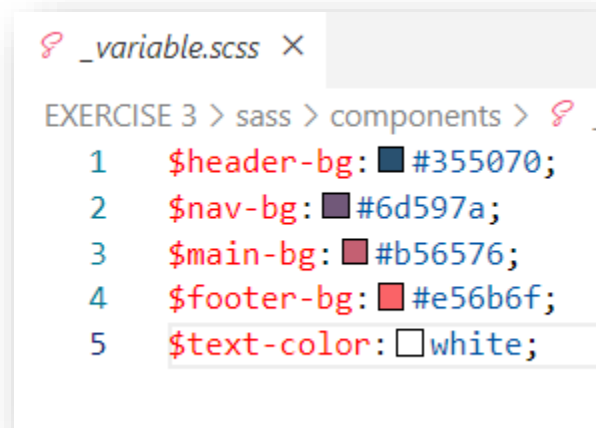 _variable.scss ×
EXERCISE 3 > sass > components >
1 $header-bg: #355070;
2 $nav-bg: #6d597a;
3 $main-bg: #b56576;
4 $footer-bg: #e56b6f;
5 $text-color: white;